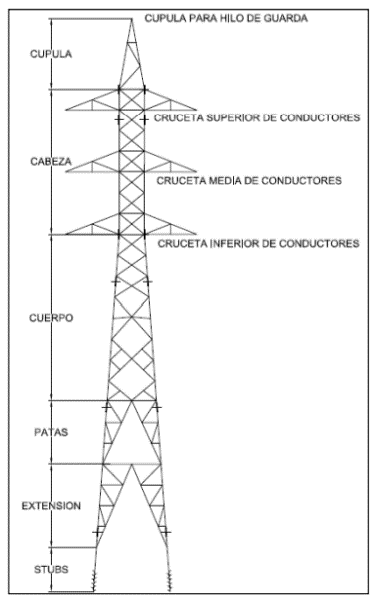 CUPULA PARA HILO DE GUARDA
CUPULA
CRUCETA SUPERIOR DE CONDUCTORES
CABEZA
CRUCETA MEDIA DE CONDUCTORES
CRUCETA INFERIOR DE CONDUCTORES
CUERPO
PATAS
EXTENSION
STUBS